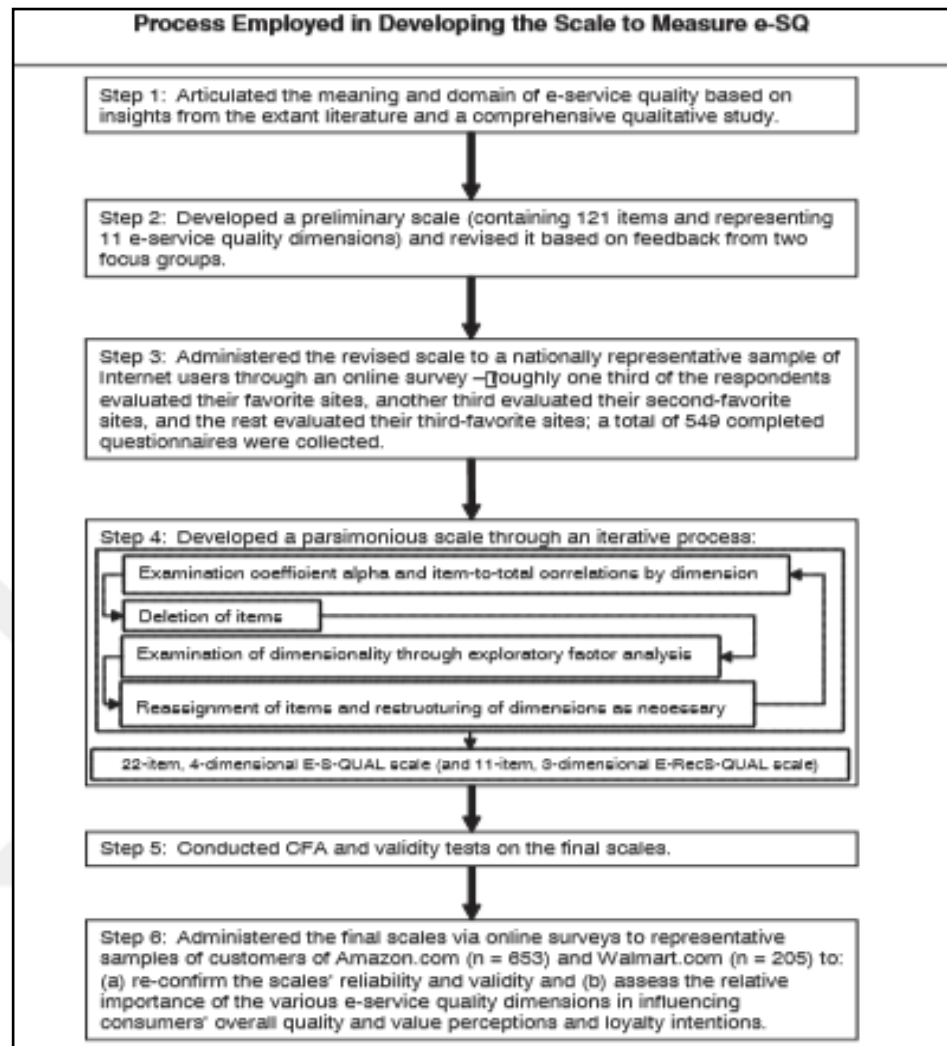 Process Employed in Developing the Scale to Measure e-SQ
Step 1: Articulated the meaning and domain of e-service quality based on
insights from the extant literature and a comprehensive qualitative study.
Step 2: Developed a preliminary scale (containing 121 items and representing
11 e-service quality dimensions) and revised it based on feedback from two
focus groups.
Step 3: Administered the revised scale to a nationally representative sample of
Internet users through an online survey –roughly one third of the respondents
evaluated their favorite sites, another third evaluated their second-favorite
sites, and the rest evaluated their third-favorite sites; a total of 549 completed
questionnaires were collected.
Step 4: Developed a parsimonious scale through an iterative process:
Examination coefficient alpha and item-to-total correlations by dimension
Deletion of items
Examination of dimensionality through exploratory factor analysis
Reassignment of items and restructuring of dimensions as necessary
22-item, 4-dimensional E-S-QUAL scale (and 11-item, 3-dimensional E-RecS-QUAL scale)
Step 5: Conducted CFA and validity tests on the final scales.
Step 6: Administered the final scales via online surveys to representative
samples of customers of Amazon.com (n = 653) and Walmart.com (n = 205) to:
(a) re-confirm the scales' reliability and validity and (b) assess the relative
importance of the various e-service quality dimensions in influencing
consumers' overall quality and value perceptions and loyalty intentions.